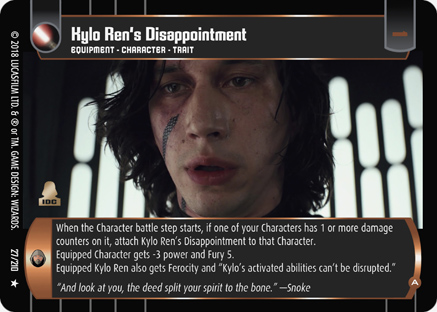 Kylo Ren's Disappointment
EQUIPMENT - CHARACTER - TRAIT
© 2018 LUCASFILM LTD. & ® or TM. GAME DESIGN: WIZARDS.
27/210
IDC
When the Character battle step starts, if one of your Characters has 1 or more damage
counters on it, attach Kylo Ren's Disappointment to that Character.
Equipped Character gets -3 power and Fury 5.
Equipped Kylo Ren also gets Ferocity and “Kylo's activated abilities can't be disrupted.”
“And look at you, the deed split your spirit to the bone.” —Snoke
A